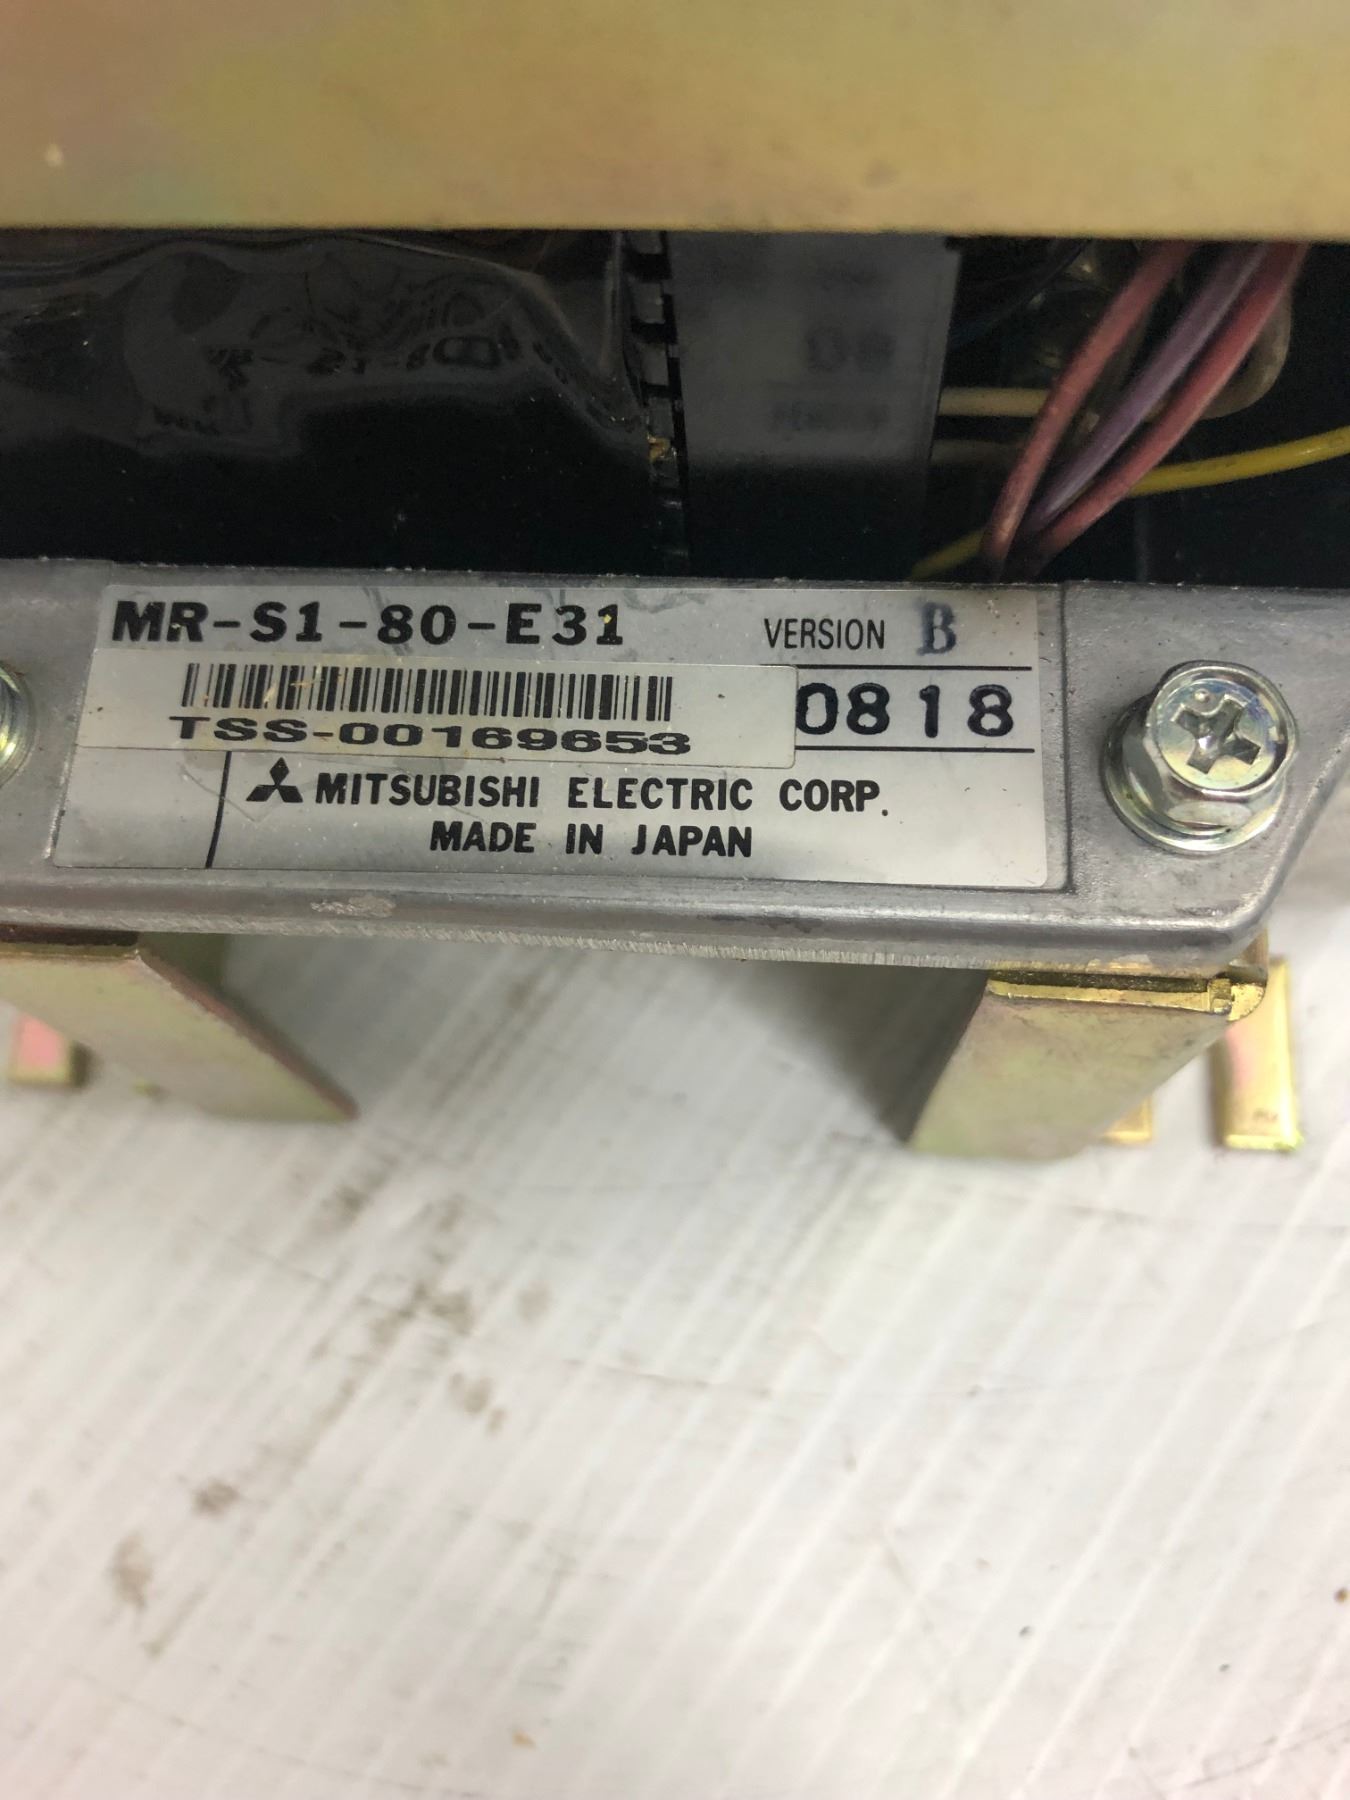 MR-S1-80-E31 VERSION B
TSS-00169653 0818
MITSUBISHI ELECTRIC CORP.
MADE IN JAPAN